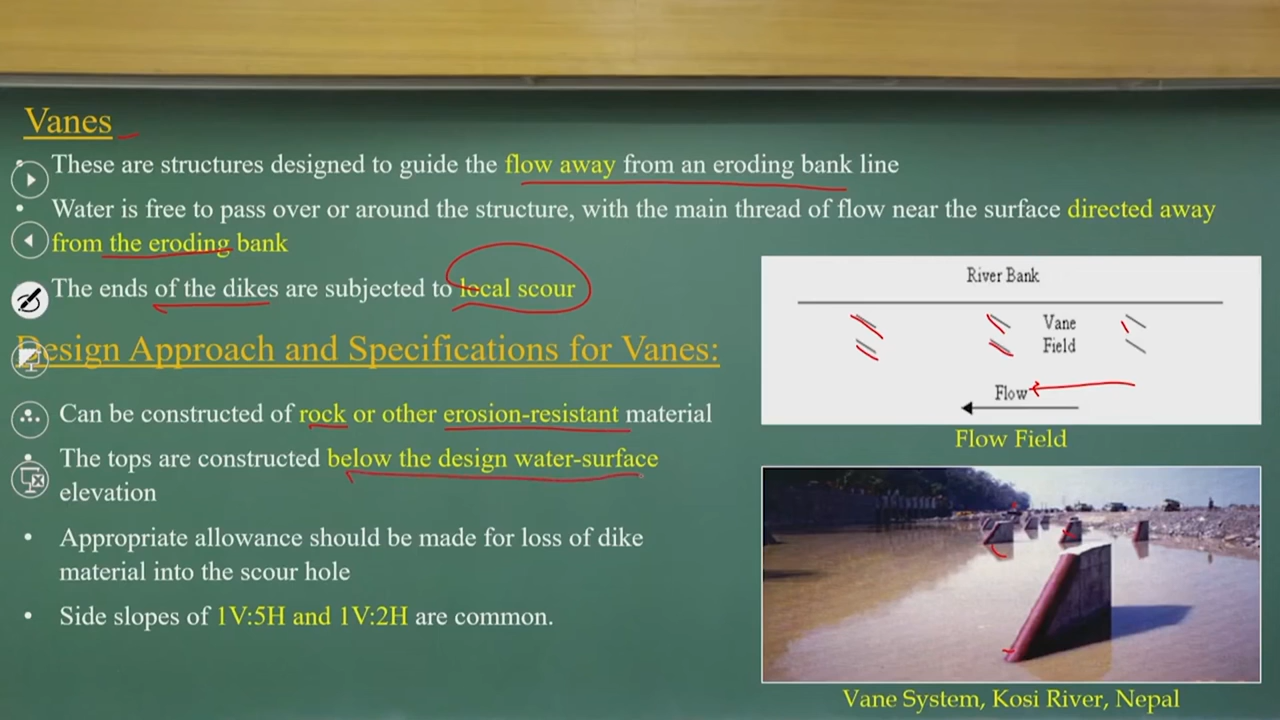 Vanes
• These are structures designed to guide the flow away from an eroding bank line
• Water is free to pass over or around the structure, with the main thread of flow near the surface directed away
from the eroding bank
The ends of the dikes are subjected to local scour
Design Approach and Specifications for Vanes:
Can be constructed of rock or other erosion-resistant material
• The tops are constructed below the design water-surface
elevation
• Appropriate allowance should be made for loss of dike
material into the scour hole
• Side slopes of 1V:5H and 1V:2H are common.
River Bank
Vane
Field
Flow
Flow Field
Vane System, Kosi River, Nepal